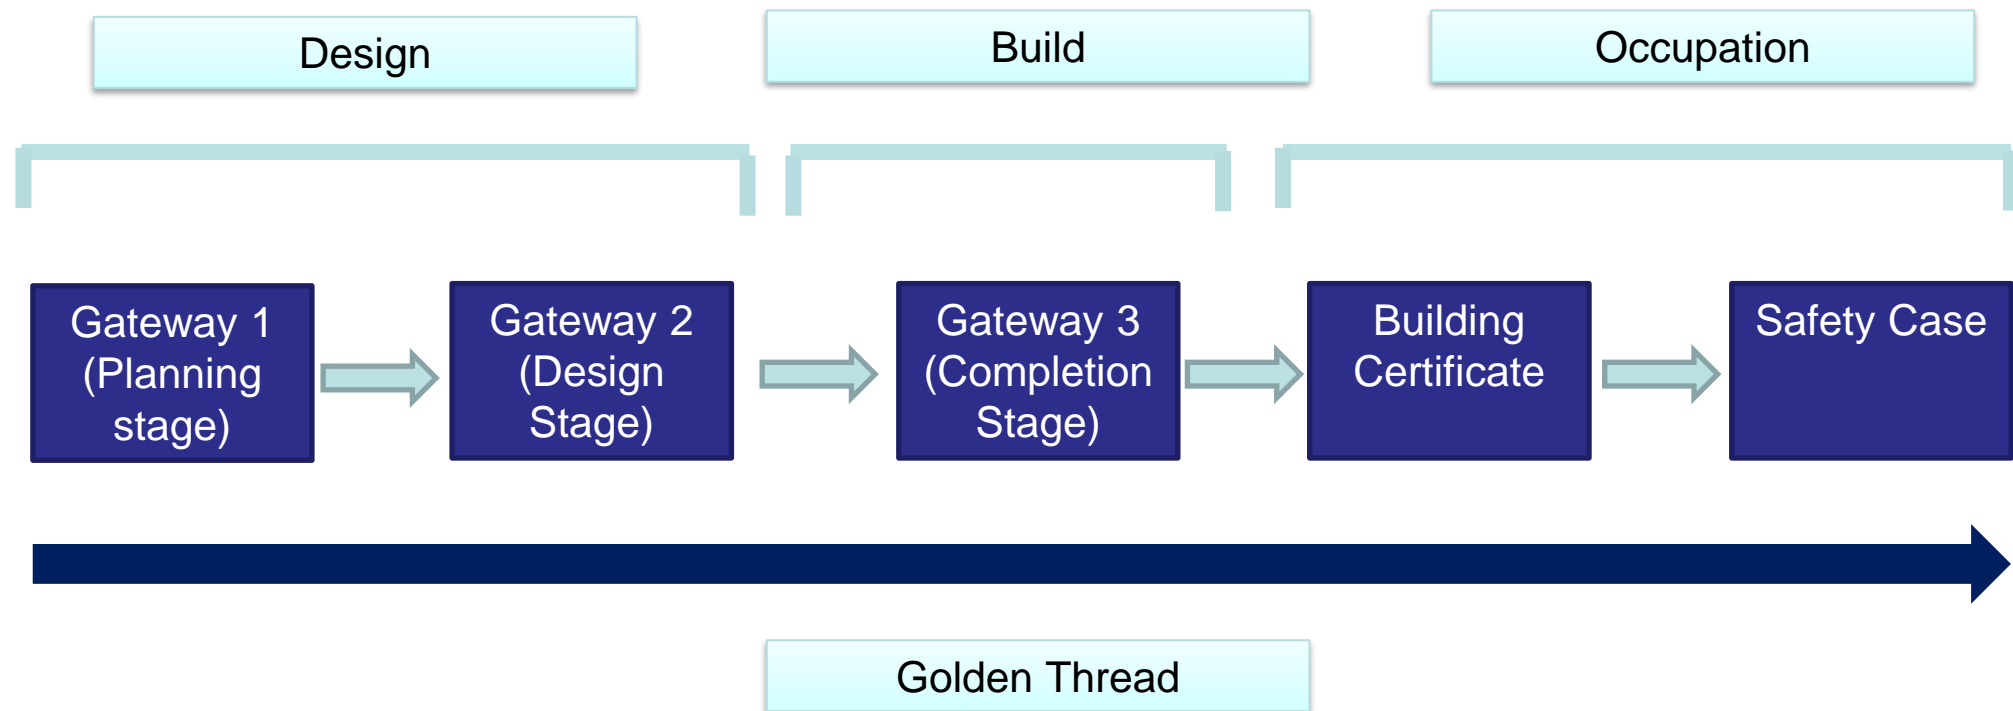 Design
Build
Occupation
Gateway 1
(Planning
stage)
Gateway 2
(Design
Stage)
Gateway 3
(Completion
Stage)
Building
Certificate
Safety Case
Golden Thread